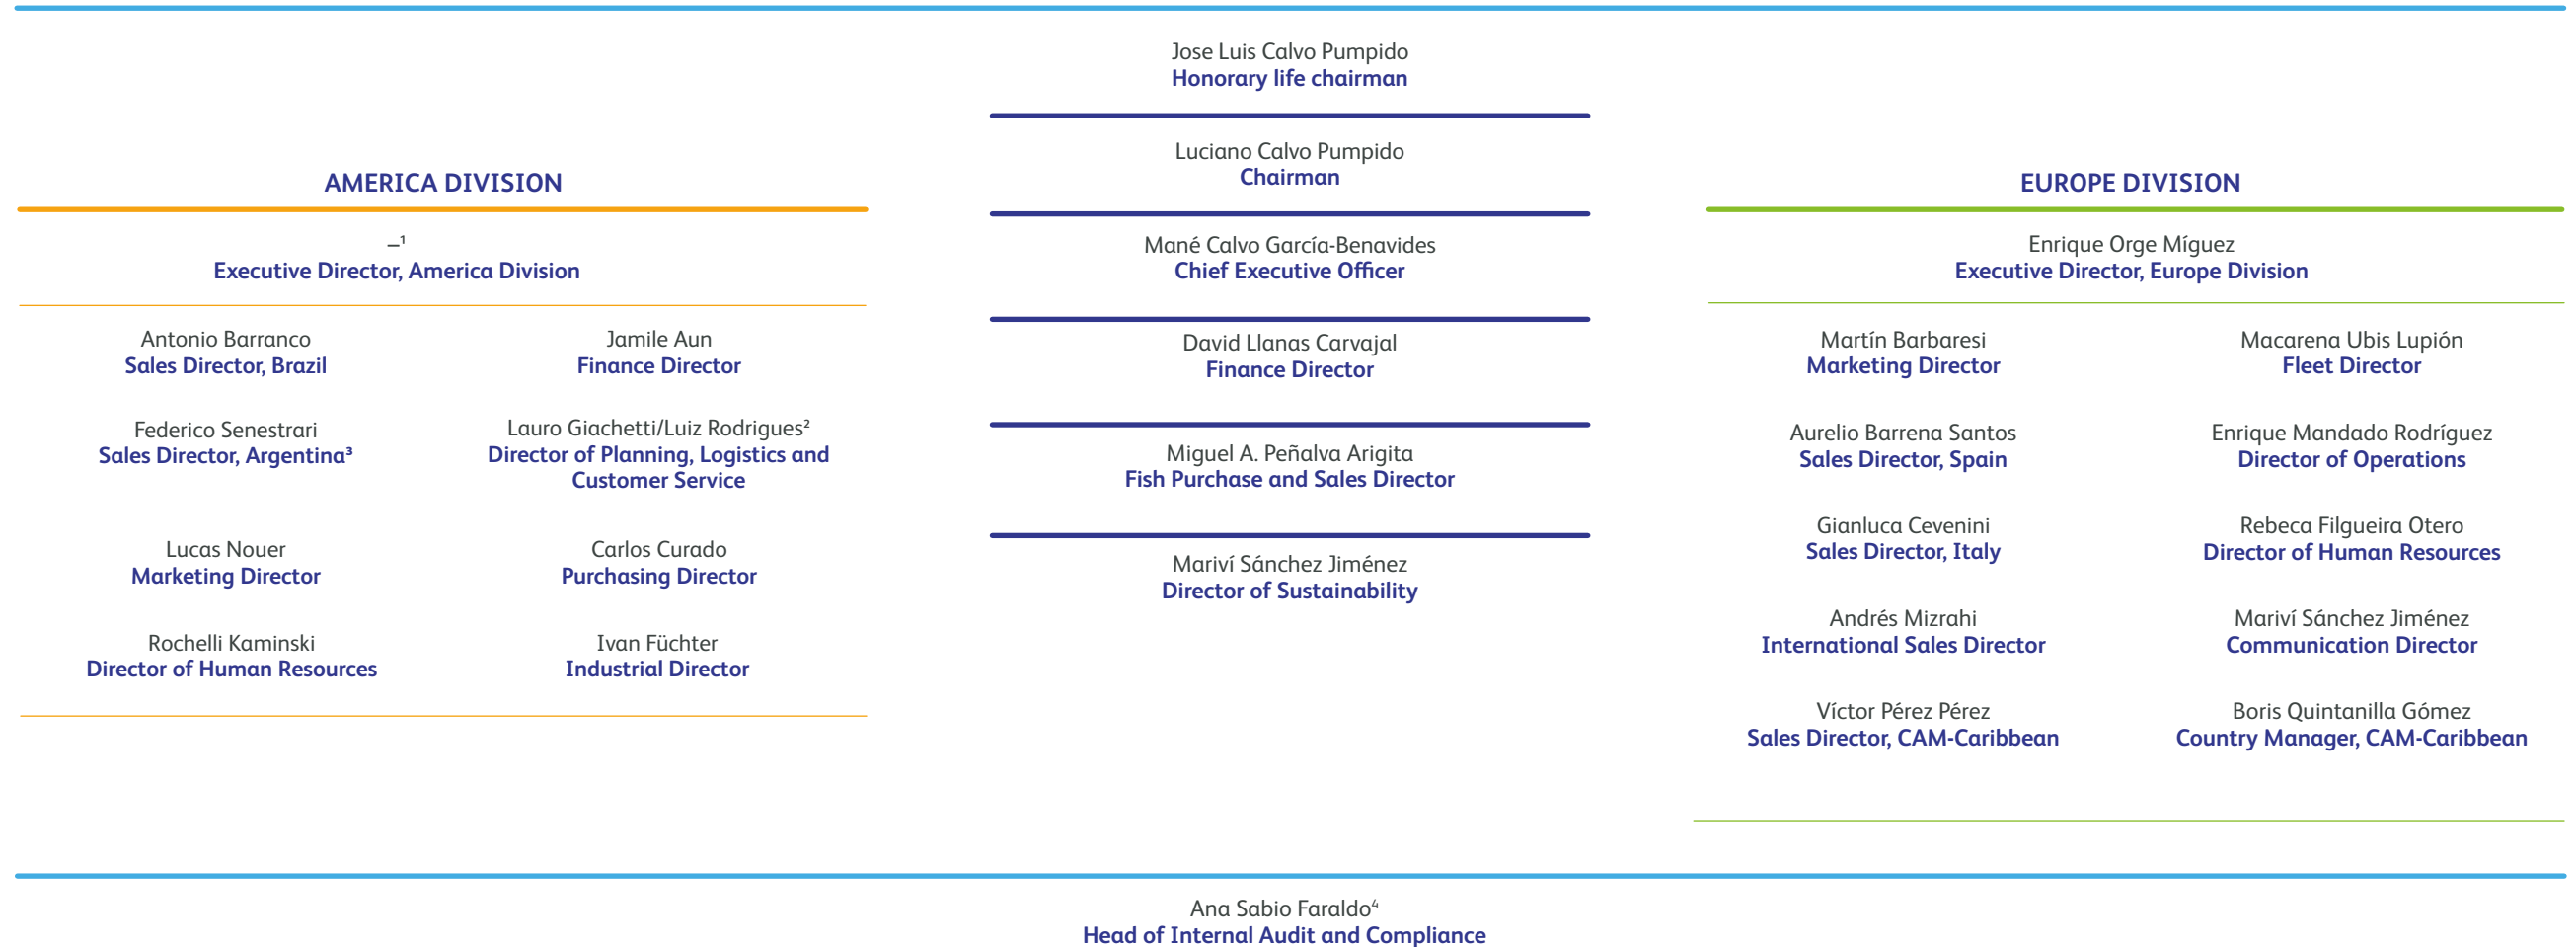 Jose Luis Calvo Pumpido
Honorary life chairman
Luciano Calvo Pumpido
Chairman
Mané Calvo García-Benavides
Chief Executive Officer
David Llanas Carvajal
Finance Director
Miguel A. Peñalva Arigita
Fish Purchase and Sales Director
Mariví Sánchez Jiménez
Director of Sustainability
AMERICA DIVISION
–¹
Executive Director, America Division
Antonio Barranco
Sales Director, Brazil
Jamile Aun
Finance Director
Federico Senestrari
Sales Director, Argentina³
Lauro Giachetti/Luiz Rodrigues²
Director of Planning, Logistics and
Customer Service
Lucas Nouer
Marketing Director
Carlos Curado
Purchasing Director
Rochelli Kaminski
Director of Human Resources
Ivan Füchter
Industrial Director
EUROPE DIVISION
Enrique Orge Míguez
Executive Director, Europe Division
Martín Barbaresi
Marketing Director
Macarena Ubis Lupión
Fleet Director
Aurelio Barrena Santos
Sales Director, Spain
Enrique Mandado Rodríguez
Director of Operations
Gianluca Cevenini
Sales Director, Italy
Rebeca Filgueira Otero
Director of Human Resources
Andrés Mizrahi
International Sales Director
Mariví Sánchez Jiménez
Communication Director
Víctor Pérez Pérez
Sales Director, CAM-Caribbean
Boris Quintanilla Gómez
Country Manager, CAM-Caribbean
Ana Sabio Faraldo⁴
Head of Internal Audit and Compliance